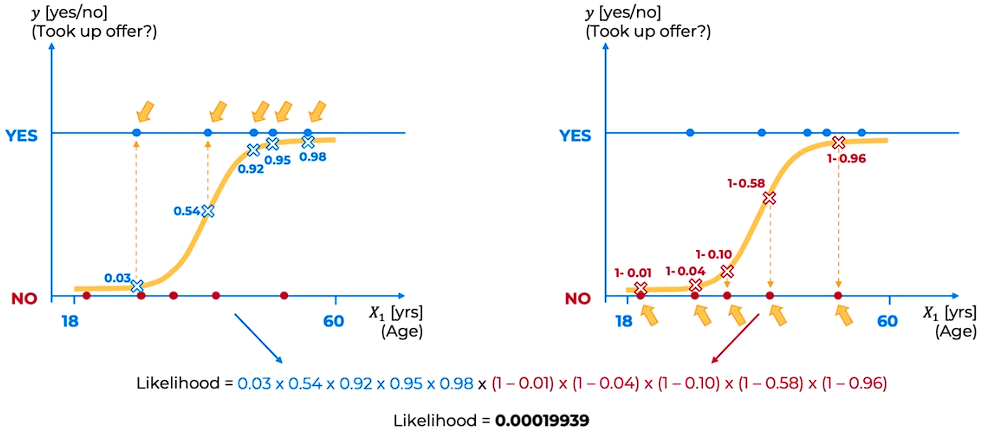 y [yes/no]
(Took up offer?)
YES
0.03
0.54
0.92
0.95
0.98
NO
18
60
X₁ [yrs]
(Age)
y [yes/no]
(Took up offer?)
YES
1-0.96
1-0.58
1-0.10
1-0.04
1-0.01
NO
18
60
X₁ [yrs]
(Age)
Likelihood = 0.03 x 0.54 x 0.92 x 0.95 x 0.98 x (1 – 0.01) x (1 – 0.04) x (1 – 0.10) x (1 – 0.58) x (1 – 0.96)
Likelihood = 0.00019939